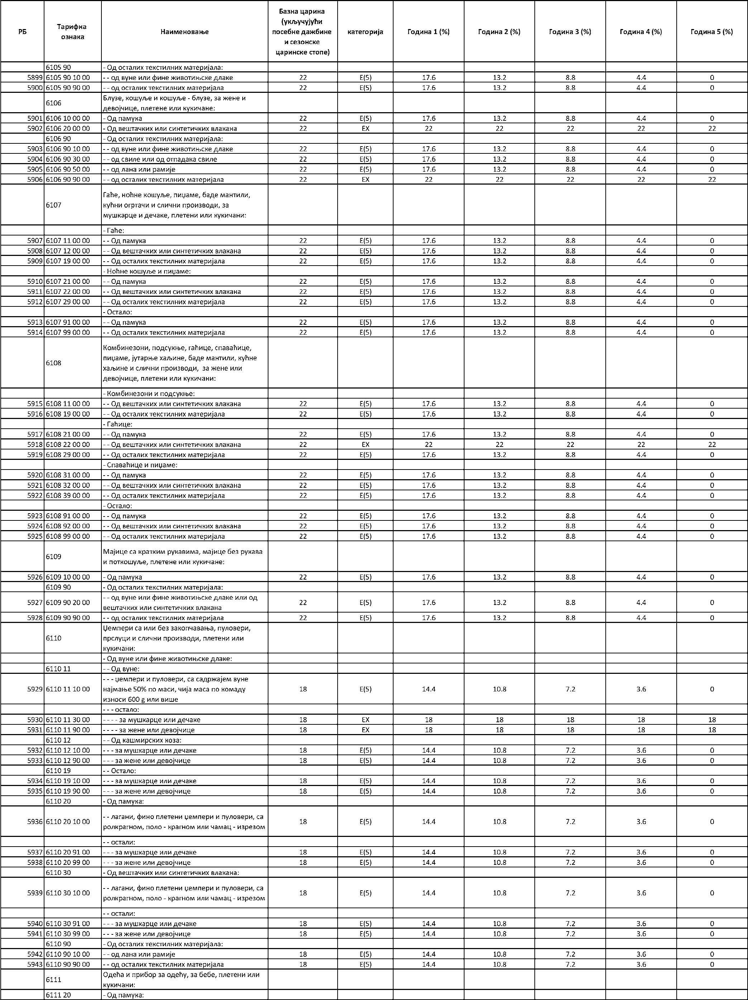 РБ Тарифна ознака Наименовање Базна царина (укључујући посебне дажбине и сезонске царинске стопе) категорија Година 1 (%) Година 2 (%) Година 3 (%) Година 4 (%) Година 5 (%)
6105 90 - Од осталих текстилних материјала:
5899 6105 90 10 00 - - од вуне или фине животињске длаке 22 E(5) 17.6 13.2 8.8 4.4 0
5900 6105 90 90 00 - - од осталих текстилних материјала 22 E(5) 17.6 13.2 8.8 4.4 0
6106 Блузе, кошуље и кошуље - блузе, за жене и
девојчице, плетене или кукичане:
5901 6106 10 00 00 - Од памука 22 E(5) 17.6 13.2 8.8 4.4 0
5902 6106 20 00 00 - Од вештачких или синтетичких влакана 22 EX 22 22 22 22 22
6106 90 - Од осталих текстилних материјала:
5903 6106 90 10 00 - - од вуне или фине животињске длаке 22 E(5) 17.6 13.2 8.8 4.4 0
5904 6106 90 30 00 - - од свиле или од отпадака свиле 22 E(5) 17.6 13.2 8.8 4.4 0
5905 6106 90 50 00 - - од лана или рамије 22 E(5) 17.6 13.2 8.8 4.4 0
5906 6106 90 90 00 - - од осталих текстилних материјала 22 EX 22 22 22 22 22
6107 Гаће, ноћне кошуље, пиџаме, баде мантили,
кућни огртачи и слични производи, за
мушкарце и дечаке, плетени или кукичани:
- Гаће:
5907 6107 11 00 00 - - Од памука 22 E(5) 17.6 13.2 8.8 4.4 0
5908 6107 12 00 00 - - Од вештачких или синтетичких влакана 22 E(5) 17.6 13.2 8.8 4.4 0
5909 6107 19 00 00 - - Од осталих текстилних материјала 22 E(5) 17.6 13.2 8.8 4.4 0
- Ноћне кошуље и пиџаме:
5910 6107 21 00 00 - - Од памука 22 E(5) 17.6 13.2 8.8 4.4 0
5911 6107 22 00 00 - - Од вештачких или синтетичких влакана 22 E(5) 17.6 13.2 8.8 4.4 0
5912 6107 29 00 00 - - Од осталих текстилних материјала 22 E(5) 17.6 13.2 8.8 4.4 0
- Остало:
5913 6107 91 00 00 - - Од памука 22 E(5) 17.6 13.2 8.8 4.4 0
5914 6107 99 00 00 - - Од осталих текстилних материјала 22 E(5) 17.6 13.2 8.8 4.4 0
6108 Комбинезони, подсукње, гаћице, спаваћице,
пиџаме, јутарње хаљине, баде мантили, кућне
хаљине и слични производи, за жене или
девојчице, плетени или кукичани:
- Комбинезони и подсукње:
5915 6108 11 00 00 - - Од вештачких или синтетичких влакана 22 E(5) 17.6 13.2 8.8 4.4 0
5916 6108 19 00 00 - - Од осталих текстилних материјала 22 E(5) 17.6 13.2 8.8 4.4 0
- Гаћице:
5917 6108 21 00 00 - - Од памука 22 E(5) 17.6 13.2 8.8 4.4 0
5918 6108 22 00 00 - - Од вештачких или синтетичких влакана 22 EX 22 22 22 22 22
5919 6108 29 00 00 - - Од осталих текстилних материјала 22 E(5) 17.6 13.2 8.8 4.4 0
- Спаваћице и пиџаме:
5920 6108 31 00 00 - - Од памука 22 E(5) 17.6 13.2 8.8 4.4 0
5921 6108 32 00 00 - - Од вештачких или синтетичких влакана 22 E(5) 17.6 13.2 8.8 4.4 0
5922 6108 39 00 00 - - Од осталих текстилних материјала 22 E(5) 17.6 13.2 8.8 4.4 0
- Остало:
5923 6108 91 00 00 - - Од памука 22 E(5) 17.6 13.2 8.8 4.4 0
5924 6108 92 00 00 - - Од вештачких или синтетичких влакана 22 E(5) 17.6 13.2 8.8 4.4 0
5925 6108 99 00 00 - - Од осталих текстилних материјала 22 E(5) 17.6 13.2 8.8 4.4 0
6109 Мајице са кратким рукавима, мајице без рукава
и поткошуље, плетене или кукичане:
5926 6109 10 00 00 - Од памука 22 E(5) 17.6 13.2 8.8 4.4 0
6109 90 - Од осталих текстилних материјала:
5927 6109 90 20 00 - - од вуне или фине животињске длаке или од
вештачких или синтетичких влакана 22 E(5) 17.6 13.2 8.8 4.4 0
5928 6109 90 90 00 - - од осталих текстилних материјала 22 E(5) 17.6 13.2 8.8 4.4 0
6110 Џемпери са или без закопчавања, пуловери,
прслуци и слични производи, плетени или
кукичани:
- Од вуне или фине животињске длаке:
6110 11 - - Од вуне:
5929 6110 11 10 00 - - - џемпери и пуловери, са садржајем вуне
најмање 50% по маси, чија маса по комаду
износи 600 g или више 18 E(5) 14.4 10.8 7.2 3.6 0
- - - остало:
5930 6110 11 30 00 - - - - за мушкарце или дечаке 18 EX 18 18 18 18 18
5931 6110 11 90 00 - - - - за жене или девојчице 18 EX 18 18 18 18 18
6110 12 - - Од кашмирских коза:
5932 6110 12 10 00 - - - за мушкарце или дечаке 18 E(5) 14.4 10.8 7.2 3.6 0
5933 6110 12 90 00 - - - за жене или девојчице 18 E(5) 14.4 10.8 7.2 3.6 0
6110 19 - - Остало:
5934 6110 19 10 00 - - - за мушкарце или дечаке 18 E(5) 14.4 10.8 7.2 3.6 0
5935 6110 19 90 00 - - - за жене или девојчице 18 E(5) 14.4 10.8 7.2 3.6 0
6110 20 - Од памука:
5936 6110 20 10 00 - - лагани, фино плетени џемпери и пуловери, са
ролкрагном, поло - крагном или чамац - изрезом 18 E(5) 14.4 10.8 7.2 3.6 0
- - остали:
5937 6110 20 91 00 - - - за мушкарце или дечаке 18 E(5) 14.4 10.8 7.2 3.6 0
5938 6110 20 99 00 - - - за жене или девојчице 18 E(5) 14.4 10.8 7.2 3.6 0
6110 30 - Од вештачких или синтетичких влакана:
5939 6110 30 10 00 - - лагани, фино плетени џемпери и пуловери, са
ролкрагном, поло - крагном или чамац - изрезом 18 E(5) 14.4 10.8 7.2 3.6 0
- - остали:
5940 6110 30 91 00 - - - за мушкарце или дечаке 18 E(5) 14.4 10.8 7.2 3.6 0
5941 6110 30 99 00 - - - за жене или девојчице 18 E(5) 14.4 10.8 7.2 3.6 0
6110 90 - Од осталих текстилних материјала:
5942 6110 90 10 00 - - од лана или рамије 18 E(5) 14.4 10.8 7.2 3.6 0
5943 6110 90 90 00 - - од осталих текстилних материјала 18 E(5) 14.4 10.8 7.2 3.6 0
6111 Одећа и прибор за одећу, за бебе, плетени или
кукичани:
6111 20 - Од памука: